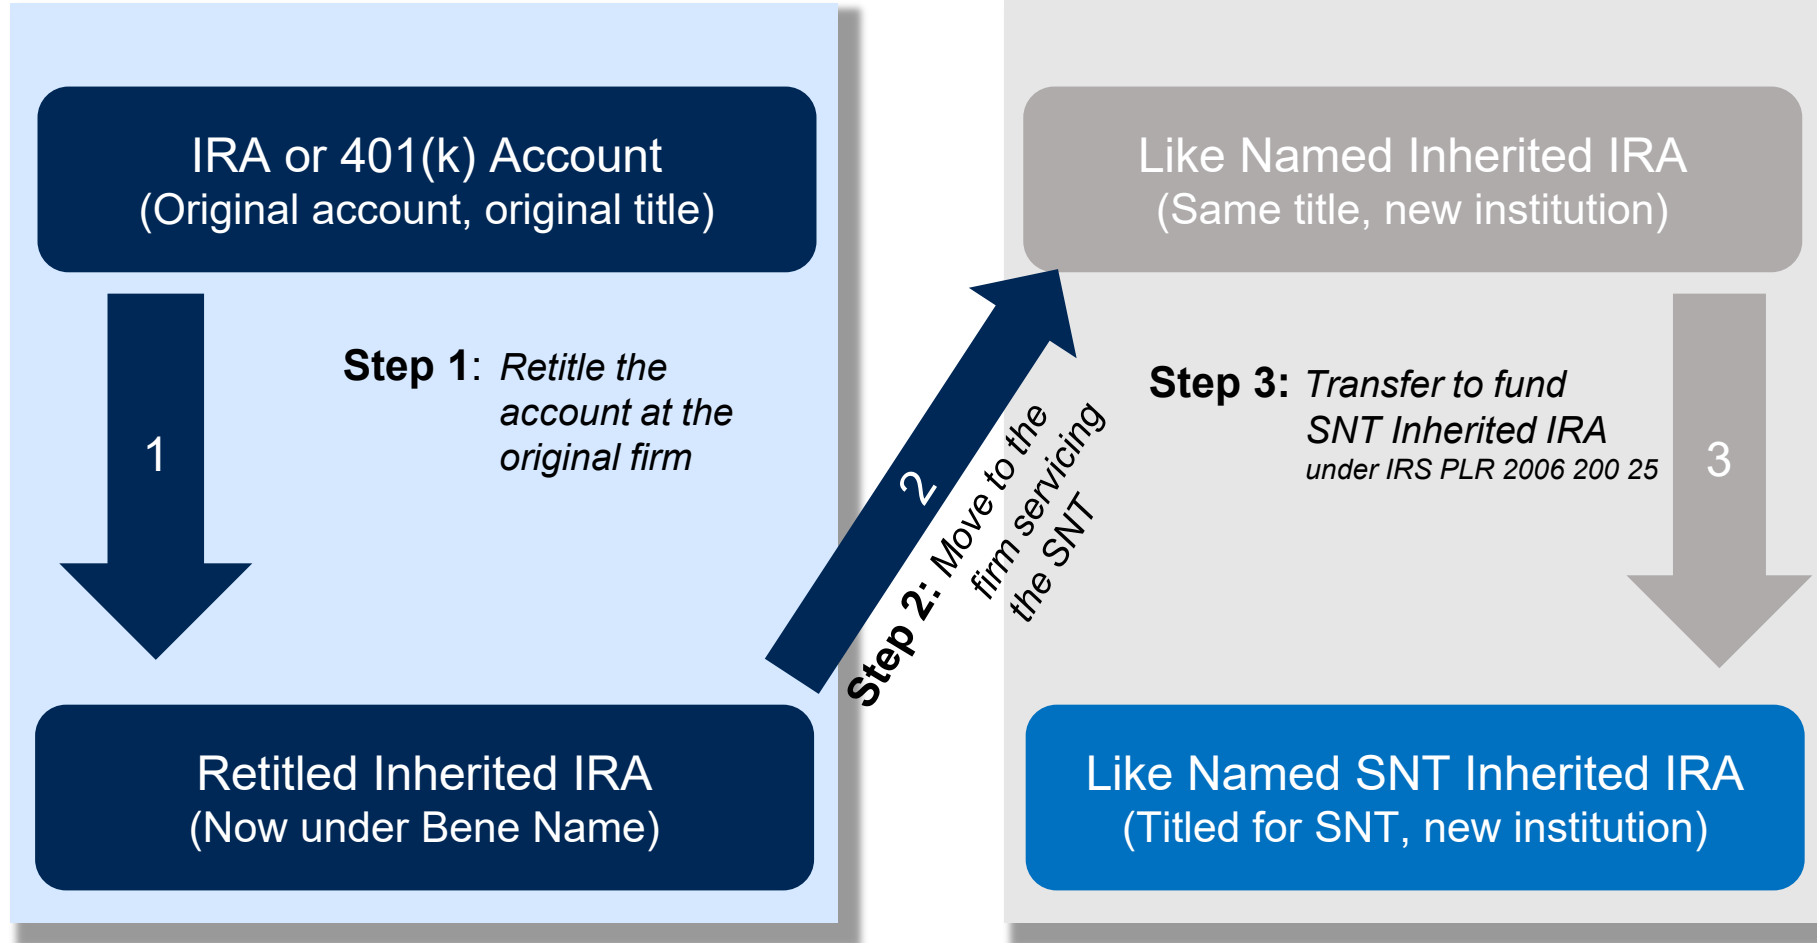 IRA or 401(k) Account
(Original account, original title)
1
Step 1: Retitle the
account at the
original firm
Retitled Inherited IRA
(Now under Bene Name)
2
Step 2: Move to the
firm servicing
the SNT
Like Named Inherited IRA
(Same title, new institution)
Step 3: Transfer to fund
SNT Inherited IRA
under IRS PLR 2006 200 25
3
Like Named SNT Inherited IRA
(Titled for SNT, new institution)